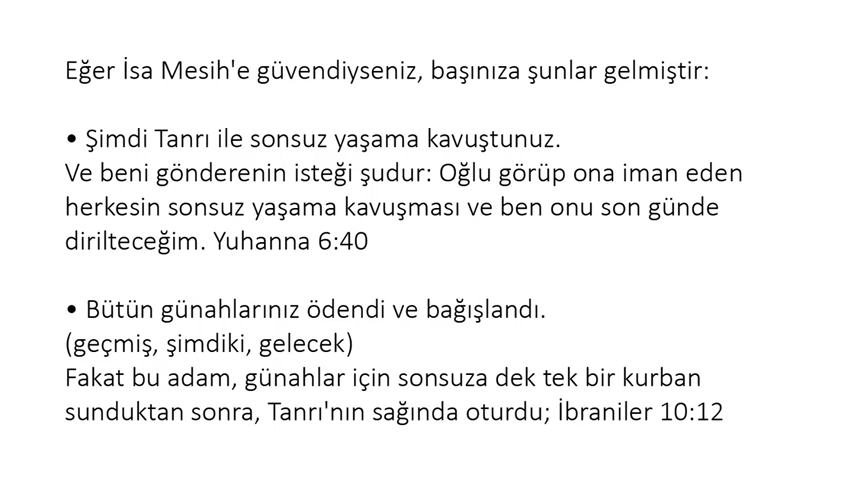 Eğer İsa Mesih'e güvendiyseniz, başınıza şunlar gelmiştir:
• Şimdi Tanrı ile sonsuz yaşama kavuştunuz.
Ve beni gönderenin isteği şudur: Oğlu görüp ona iman eden
herkesin sonsuz yaşama kavuşması ve ben onu son günde
dirilteceğim. Yuhanna 6:40
• Bütün günahlarınız ödendi ve bağışlandı.
(geçmiş, şimdiki, gelecek)
Fakat bu adam, günahlar için sonsuza dek tek bir kurban
sunduktan sonra, Tanrı'nın sağında oturdu; İbraniler 10:12